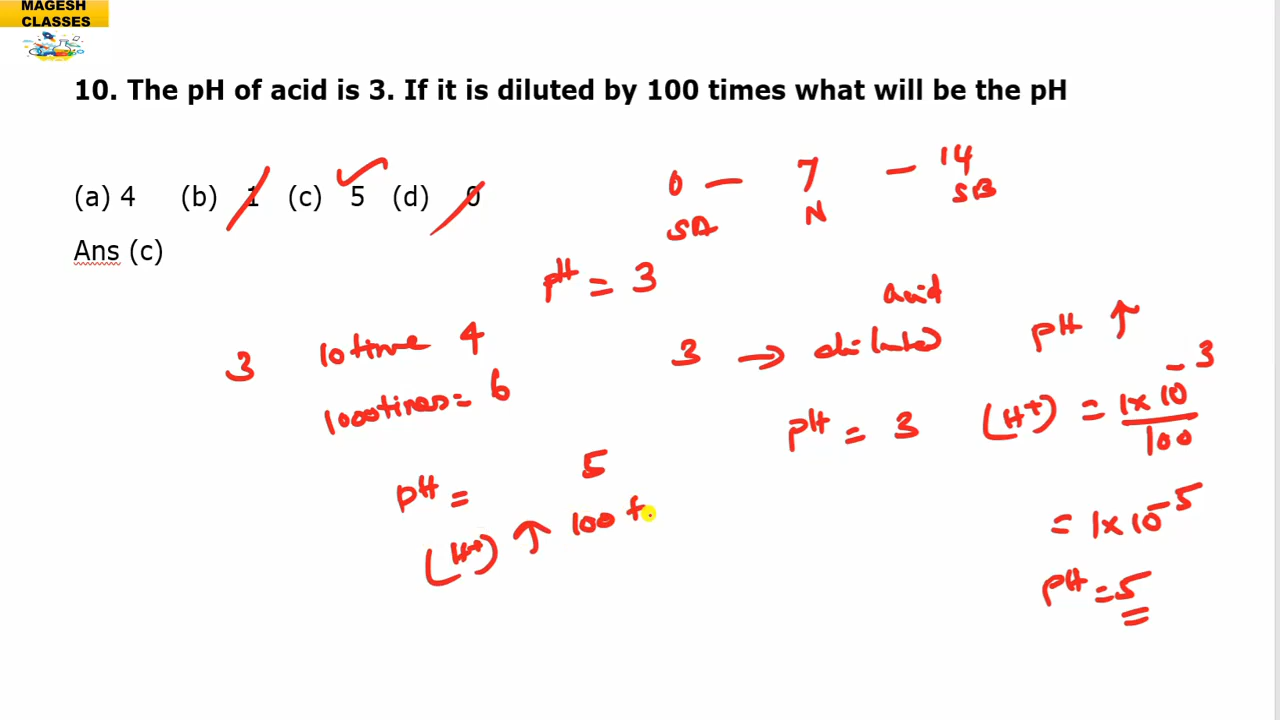 MAGESH
CLASSES
10. The pH of acid is 3. If it is diluted by 100 times what will be the pH
(a) 4 (b) 1 (c) 5 (d) 0
Ans (c)
0 — 7 — 14
SA N SB
pH = 3
3 10 time 4
1000 times = 6
acid
3 → diluted pH ↑
pH = 3 (H+) = 1 x 10 -3
100
= 1 x 10 -5
pH = 5
pH = 5
(H+) ↑ 100 t